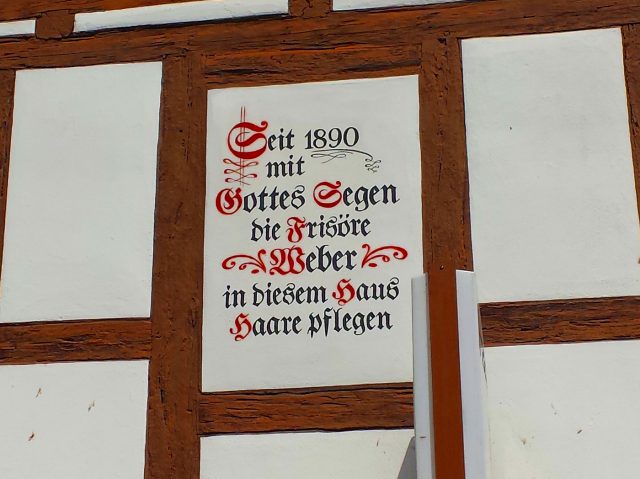 Seit 1890
mit
Gottes Segen
die Frisöre
Weber
in diesem Haus
Haare pflegen